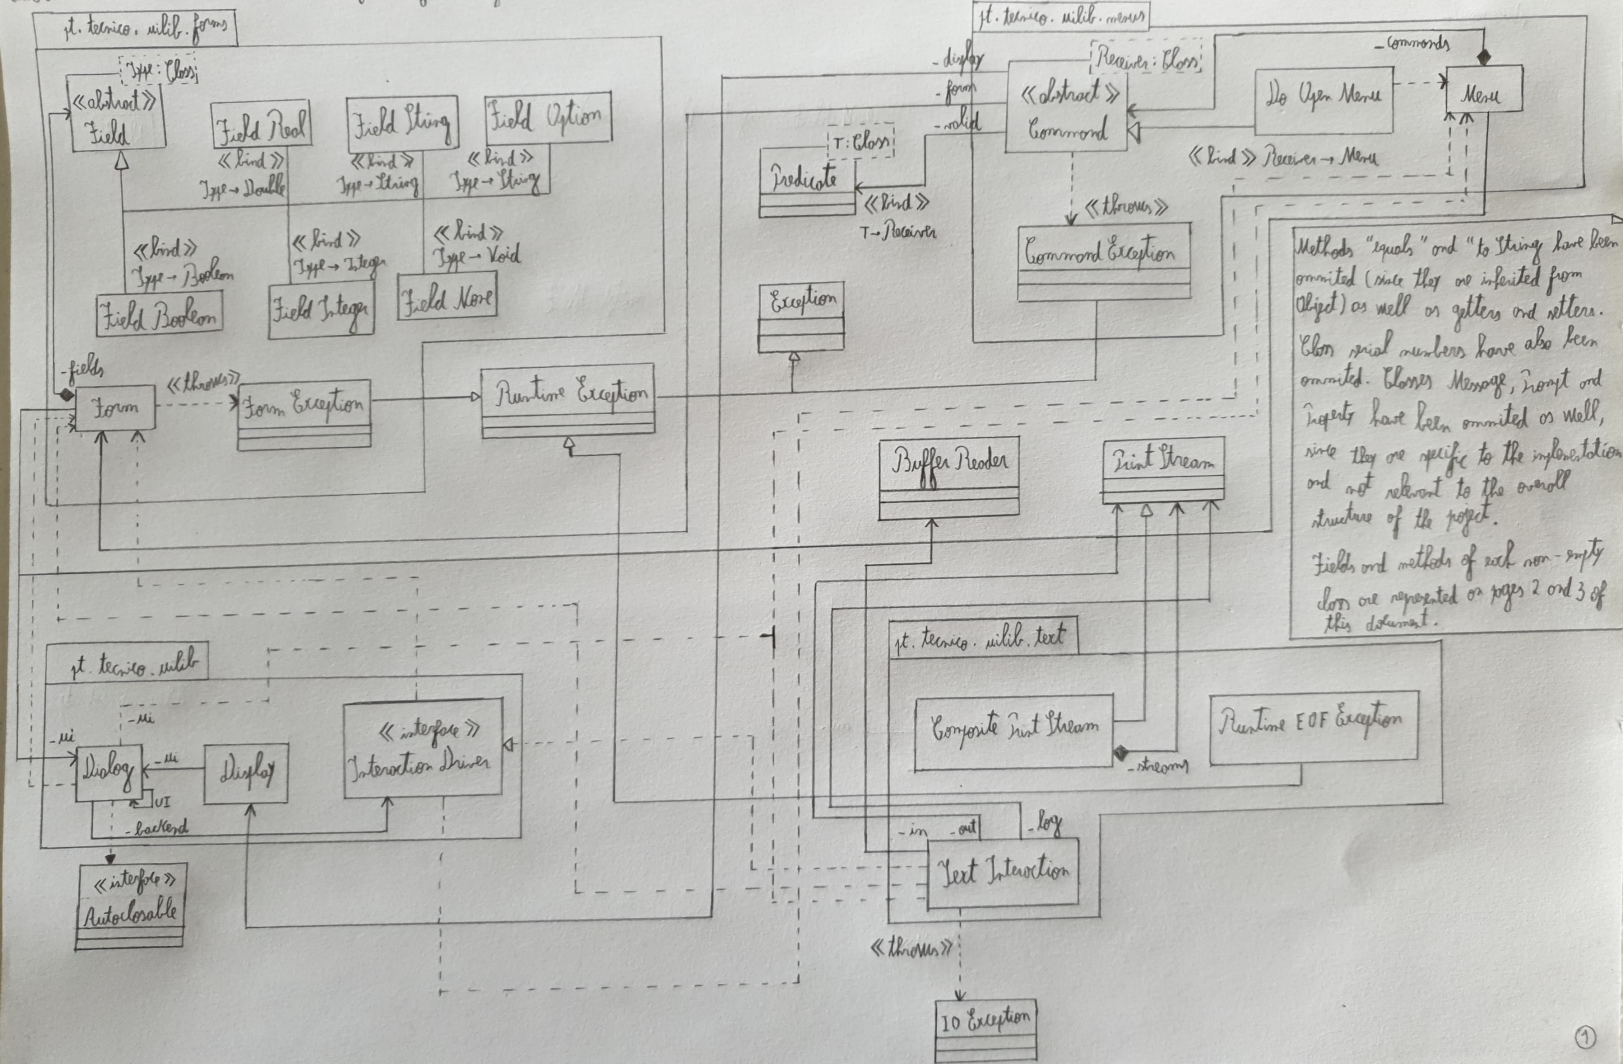 pt.tecnico.uilib.forms
Type:Class
«abstract»
Field
Field Real
«bind»
Type→Double
Field String
«bind»
Type→String
Field Option
«bind»
Type→String
«bind»
Type→Boolean
Field Boolean
«bind»
Type→Integer
Field Integer
«bind»
Type→Void
Field None
-fields
Form
«throws»
Form Exception
Runtime Exception
pt.tecnico.uilib.menus
-display
-form
-valid
Receiver:Class
«abstract»
Command
-commands
Do Open Menu
Menu
«bind» Receiver→Menu
T:Class
Predicate
«bind»
T→Receiver
«throws»
Command Exception
Exception
Methods "equals" and "to String have been
ommited (since they are inferited from
Object) as well as getters and setters.
Class serial numbers have also been
ommited. Classes Message, Prompt and
Property have been ommited as well,
since they are specific to the implementation
and not relevant to the overall
structure of the poject.
Fields and methods of each non-empty
class are represented on pages 2 and 3 of
this document.
Buffer Reader
Print Stream
pt.tecnico.uilib
-ui
-ui
Dialog
-ui
Display
UI
-backend
«interface»
Interaction Driver
«interface»
Autoclosable
pt.tecnico.uilib.text
Composite Print Stream
-streams
Runtime EOF Exception
-in
-out
-log
Text Interaction
«throws»
IO Exception
1